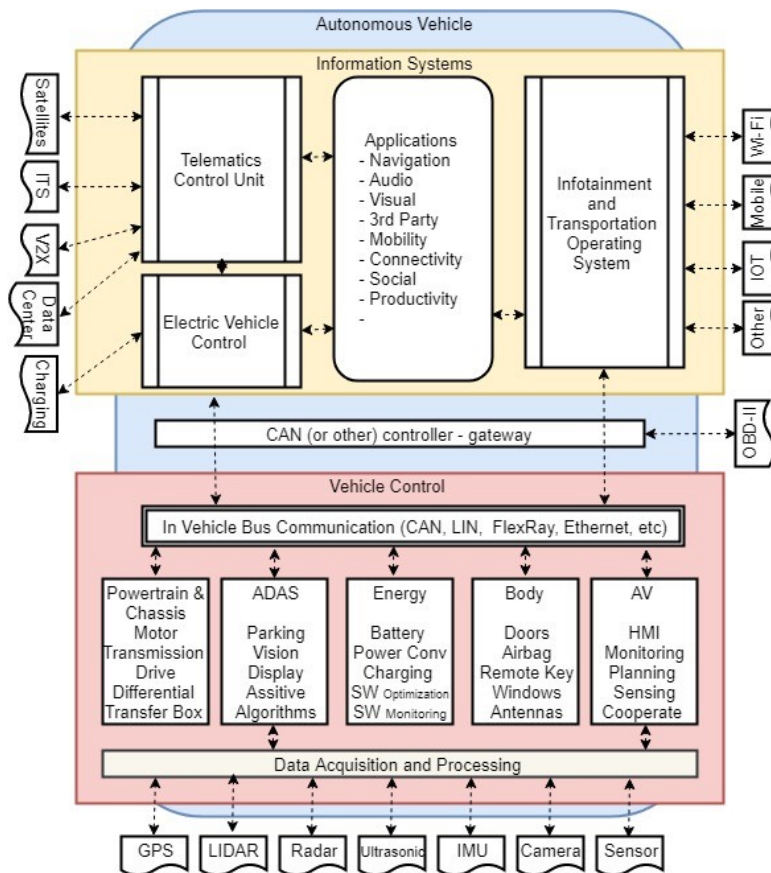 Autonomous Vehicle
Information Systems
Satellites
ITS
V2X
Data
Center
Charging
Telematics
Control Unit
Electric Vehicle
Control
Applications
- Navigation
- Audio
- Visual
- 3rd Party
- Mobility
- Connectivity
- Social
- Productivity
-
Infotainment
and
Transportation
Operating
System
Wi-Fi
Mobile
IOT
Other
CAN (or other) controller - gateway
OBD-II
Vehicle Control
In Vehicle Bus Communication (CAN, LIN, FlexRay, Ethernet, etc)
Powertrain &
Chassis
Motor
Transmission
Drive
Differential
Transfer Box
ADAS
Parking
Vision
Display
Assitive
Algorithms
Energy
Battery
Power Conv
Charging
SW Optimization
SW Monitoring
Body
Doors
Airbag
Remote Key
Windows
Antennas
AV
HMI
Monitoring
Planning
Sensing
Cooperate
Data Acquisition and Processing
GPS
LIDAR
Radar
Ultrasonic
IMU
Camera
Sensor